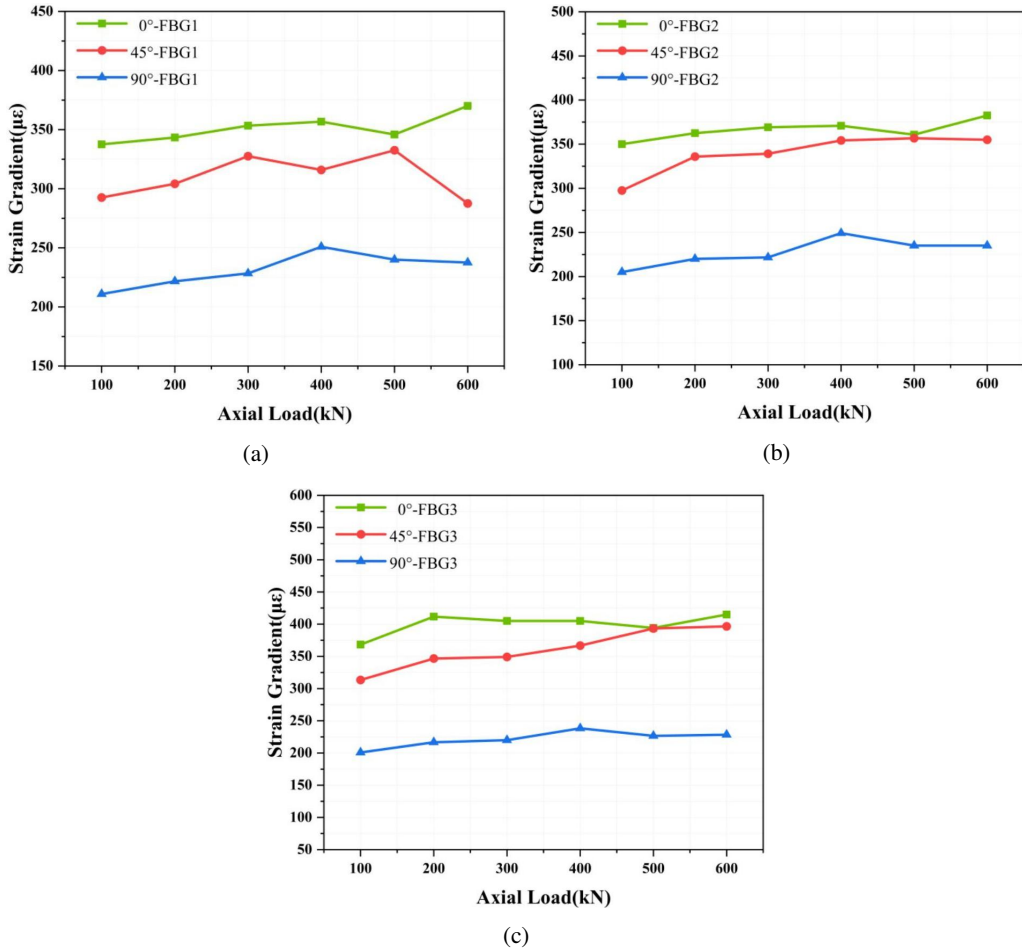 450
400
350
300
250
200
150
Strain Gradient(με)
0°-FBG1
45°-FBG1
90°-FBG1
100 200 300 400 500 600
Axial Load(kN)
(a)
500
450
400
350
300
250
200
150
100
Strain Gradient(με)
0°-FBG2
45°-FBG2
90°-FBG2
100 200 300 400 500 600
Axial Load(kN)
(b)
600
550
500
450
400
350
300
250
200
150
100
50
Strain Gradient(με)
0°-FBG3
45°-FBG3
90°-FBG3
100 200 300 400 500 600
Axial Load(kN)
(c)